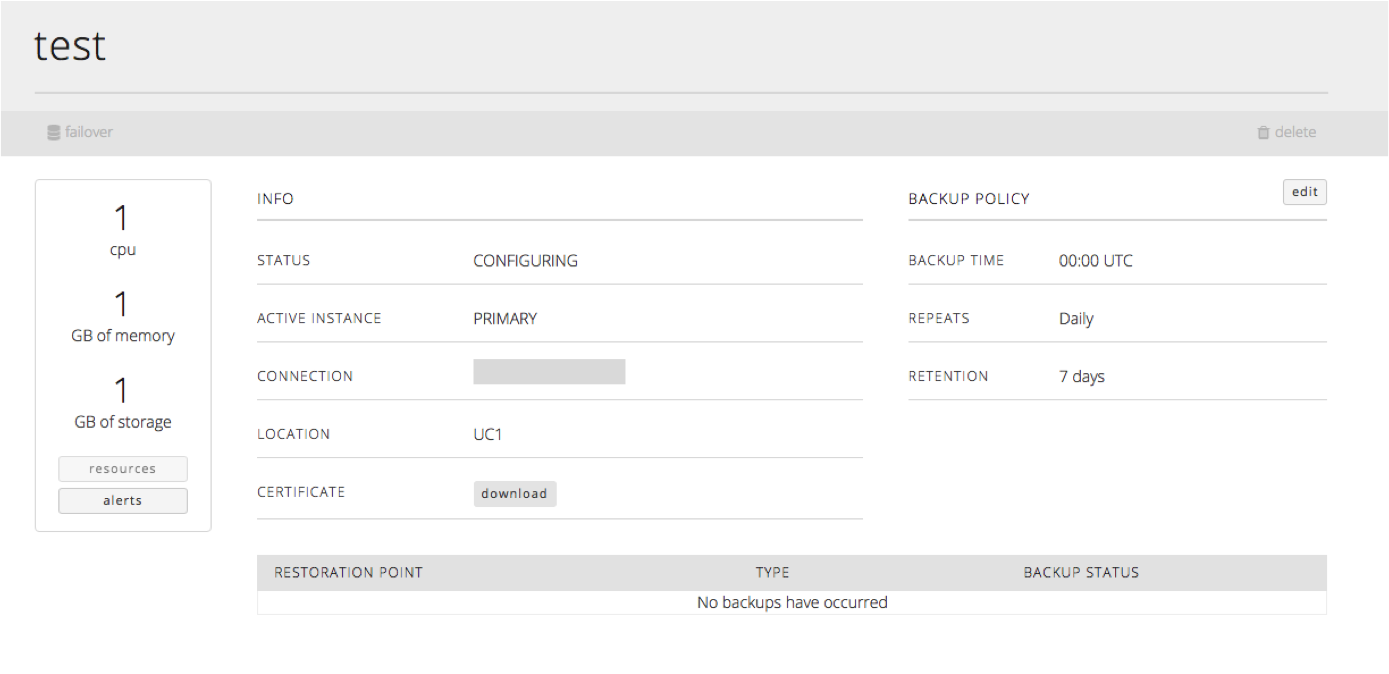 test
failover
delete
1
cpu
1
GB of memory
1
GB of storage
resources
alerts
INFO
STATUS CONFIGURING
ACTIVE INSTANCE PRIMARY
CONNECTION
LOCATION UC1
CERTIFICATE download
BACKUP POLICY edit
BACKUP TIME 00:00 UTC
REPEATS Daily
RETENTION 7 days
RESTORATION POINT TYPE BACKUP STATUS
No backups have occurred